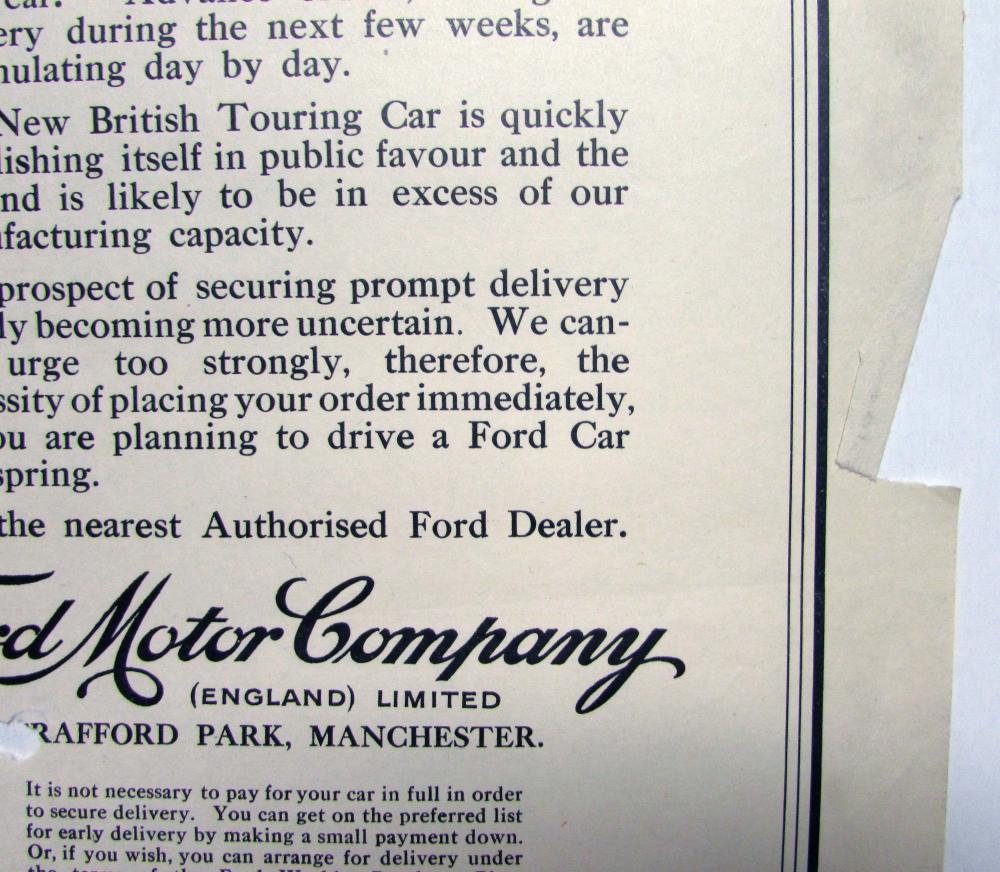 ery during the next few weeks, are
nulating day by day.
New British Touring Car is quickly
lishing itself in public favour and the
nd is likely to be in excess of our
facturing capacity.
prospect of securing prompt delivery
ly becoming more uncertain. We can-
urge too strongly, therefore, the
ssity of placing your order immediately,
ou are planning to drive a Ford Car
spring.
the nearest Authorised Ford Dealer.
rd Motor Company
(ENGLAND) LIMITED
RAFFORD PARK, MANCHESTER.
It is not necessary to pay for your car in full in order
to secure delivery. You can get on the preferred list
for early delivery by making a small payment down.
Or, if you wish, you can arrange for delivery under